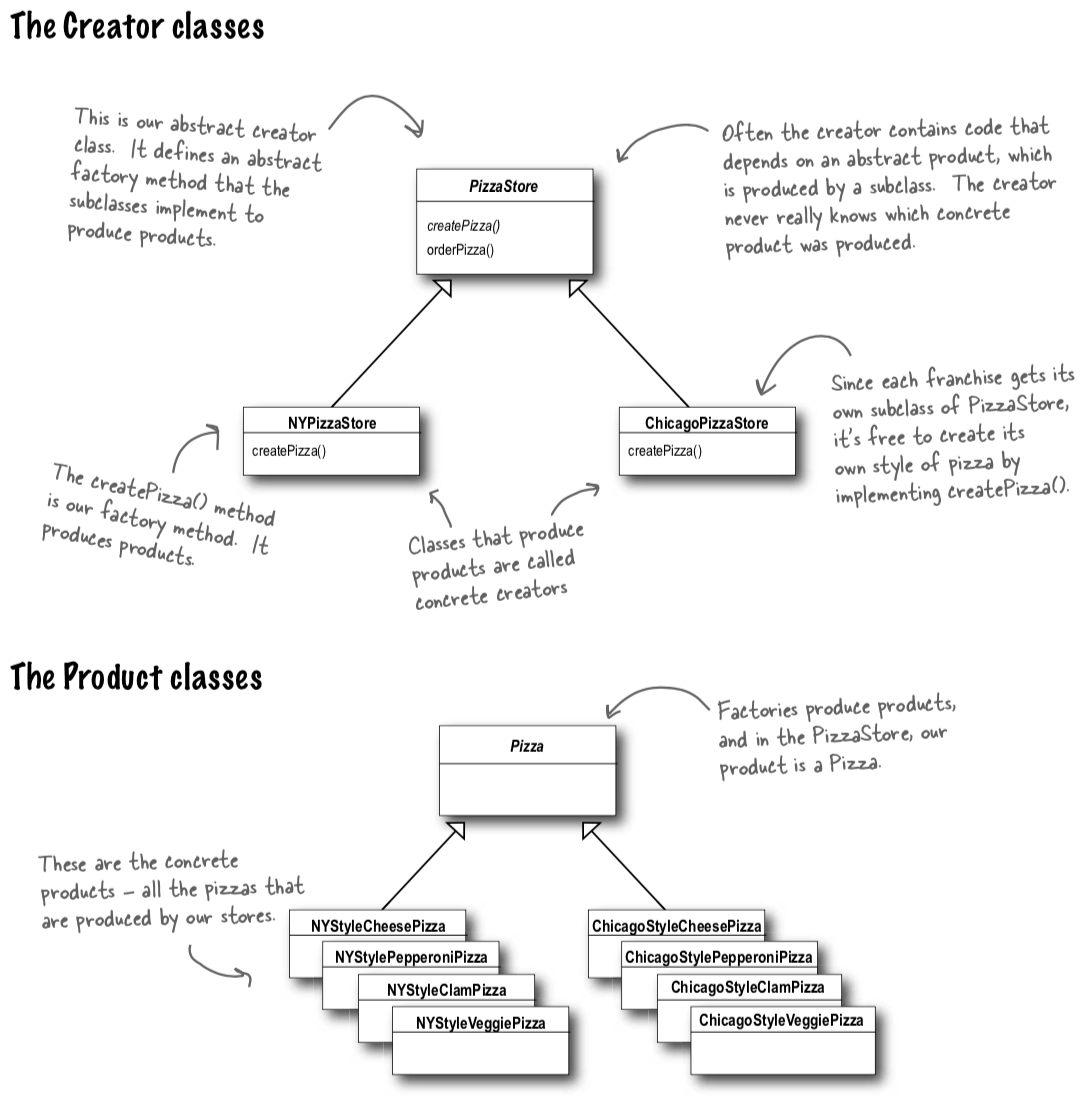 The Creator classes
This is our abstract creator
class. It defines an abstract
factory method that the
subclasses implement to
produce products.
Often the creator contains code that
depends on an abstract product, which
is produced by a subclass. The creator
never really knows which concrete
product was produced.
PizzaStore
createPizza()
orderPizza()
NYPizzaStore
createPizza()
ChicagoPizzaStore
createPizza()
Since each franchise gets its
own subclass of PizzaStore,
it's free to create its
own style of pizza by
implementing createPizza().
The createPizza() method
is our factory method. It
produces products.
Classes that produce
products are called
concrete creators
The Product classes
Pizza
Factories produce products,
and in the PizzaStore, our
product is a Pizza.
These are the concrete
products – all the pizzas that
are produced by our stores.
NYStyleCheesePizza
NYStylePepperoniPizza
NYStyleClamPizza
NYStyleVeggiePizza
ChicagoStyleCheesePizza
ChicagoStylePepperoniPizza
ChicagoStyleClamPizza
ChicagoStyleVeggiePizza